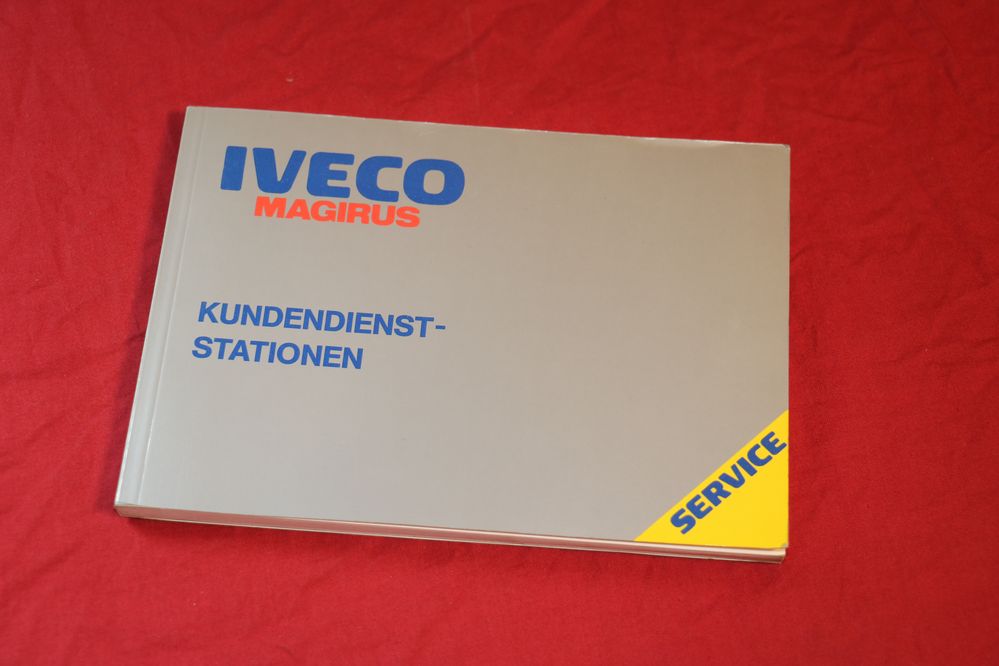 IVECO
MAGIRUS
KUNDENDIENST-
STATIONEN
SERVICE